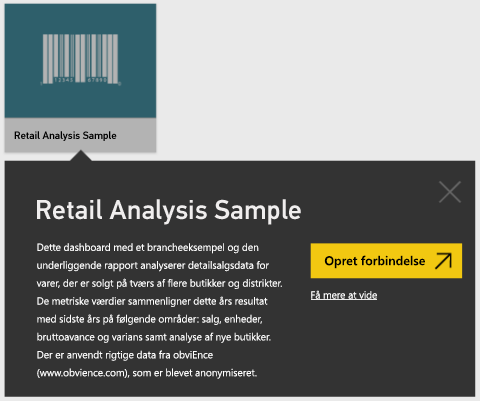 12345 67890
Retail Analysis Sample
Retail Analysis Sample
Dette dashboard med et brancheeksempel og den
underliggende rapport analyserer detailsalgsdata for
varer, der er solgt på tværs af flere butikker og distrikter.
De metriske værdier sammenligner dette års resultat
med sidste års på følgende områder: salg, enheder,
bruttoavance og varians samt analyse af nye butikker.
Der er anvendt rigtige data fra obviEnce
(www.obvience.com), som er blevet anonymiseret.
Opret forbindelse
Få mere at vide